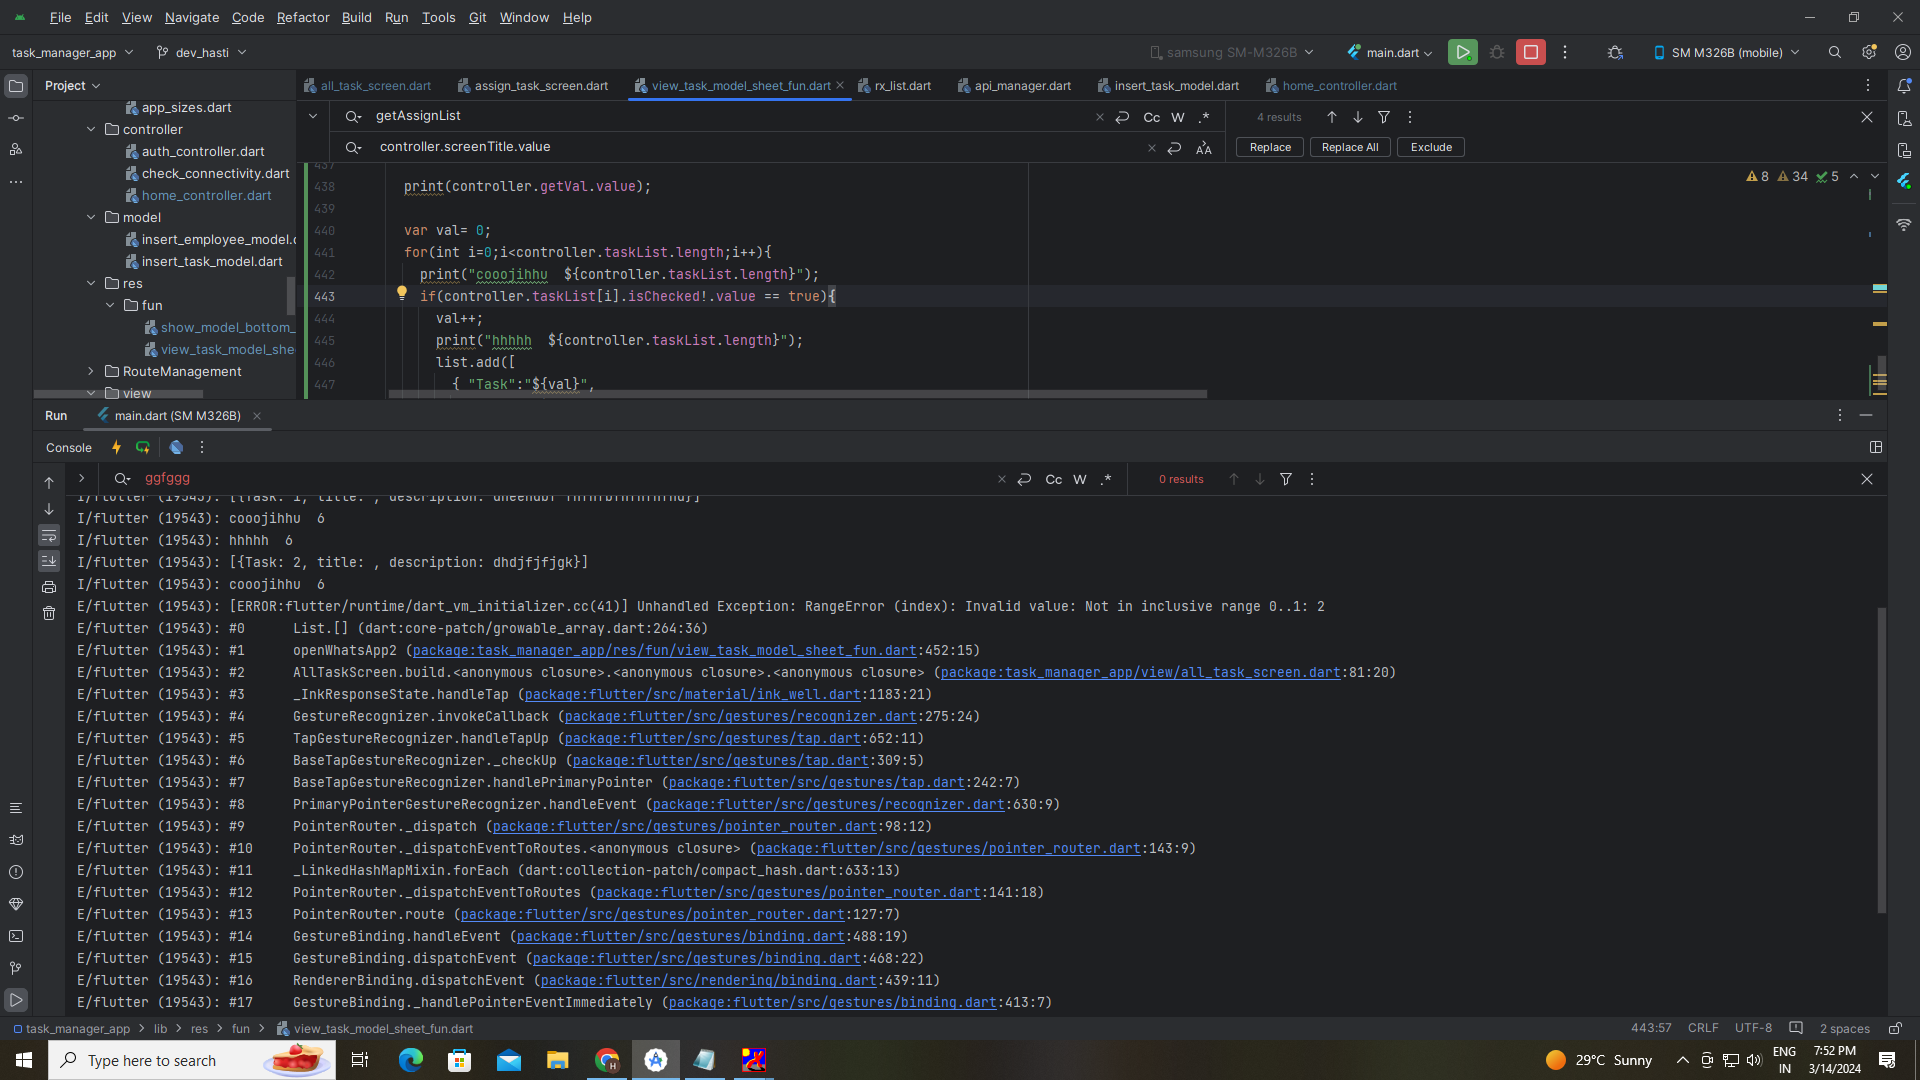 File Edit View Navigate Code Refactor Build Run Tools Git Window Help
task_manager_app dev_hasti samsung SM-M326B main.dart SM M326B (mobile)
Project all_task_screen.dart assign_task_screen.dart view_task_model_sheet_fun.dart rx_list.dart api_manager.dart insert_task_model.dart home_controller.dart
app_sizes.dart
controller
auth_controller.dart
check_connectivity.dart
home_controller.dart
model
insert_employee_model.d
insert_task_model.dart
res
fun
show_model_bottom_
view_task_model_she
RouteManagement
view
getAssignList Cc W .* 4 results
controller.screenTitle.value Replace Replace All Exclude
8 34 5
437
438 print(controller.getVal.value);
439
440 var val= 0;
441 for(int i=0;i<controller.taskList.length;i++){
442 print("cooojihhu  ${controller.taskList.length}");
443 if(controller.taskList[i].isChecked!.value == true){
444 val++;
445 print("hhhhh  ${controller.taskList.length}");
446 list.add([
447 { "Task":"${val}",
Run main.dart (SM M326B)
Console
ggfggg Cc W .* 0 results
I/flutter (19543): [{Task: 1, title: , description:
I/flutter (19543): cooojihhu  6
I/flutter (19543): hhhhh  6
I/flutter (19543): [{Task: 2, title: , description: dhdjfjfjgk}]
I/flutter (19543): cooojihhu  6
E/flutter (19543): [ERROR:flutter/runtime/dart_vm_initializer.cc(41)] Unhandled Exception: RangeError (index): Invalid value: Not in inclusive range 0..1: 2
E/flutter (19543): #0      List.[] (dart:core-patch/growable_array.dart:264:36)
E/flutter (19543): #1      openWhatsApp2 (package:task_manager_app/res/fun/view_task_model_sheet_fun.dart:452:15)
E/flutter (19543): #2      AllTaskScreen.build.<anonymous closure>.<anonymous closure>.<anonymous closure> (package:task_manager_app/view/all_task_screen.dart:81:20)
E/flutter (19543): #3      _InkResponseState.handleTap (package:flutter/src/material/ink_well.dart:1183:21)
E/flutter (19543): #4      GestureRecognizer.invokeCallback (package:flutter/src/gestures/recognizer.dart:275:24)
E/flutter (19543): #5      TapGestureRecognizer.handleTapUp (package:flutter/src/gestures/tap.dart:652:11)
E/flutter (19543): #6      BaseTapGestureRecognizer._checkUp (package:flutter/src/gestures/tap.dart:309:5)
E/flutter (19543): #7      BaseTapGestureRecognizer.handlePrimaryPointer (package:flutter/src/gestures/tap.dart:242:7)
E/flutter (19543): #8      PrimaryPointerGestureRecognizer.handleEvent (package:flutter/src/gestures/recognizer.dart:630:9)
E/flutter (19543): #9      PointerRouter._dispatch (package:flutter/src/gestures/pointer_router.dart:98:12)
E/flutter (19543): #10     PointerRouter._dispatchEventToRoutes.<anonymous closure> (package:flutter/src/gestures/pointer_router.dart:143:9)
E/flutter (19543): #11     _LinkedHashMapMixin.forEach (dart:collection-patch/compact_hash.dart:633:13)
E/flutter (19543): #12     PointerRouter._dispatchEventToRoutes (package:flutter/src/gestures/pointer_router.dart:141:18)
E/flutter (19543): #13     PointerRouter.route (package:flutter/src/gestures/pointer_router.dart:127:7)
E/flutter (19543): #14     GestureBinding.handleEvent (package:flutter/src/gestures/binding.dart:488:19)
E/flutter (19543): #15     GestureBinding.dispatchEvent (package:flutter/src/gestures/binding.dart:468:22)
E/flutter (19543): #16     RendererBinding.dispatchEvent (package:flutter/src/rendering/binding.dart:439:11)
E/flutter (19543): #17     GestureBinding._handlePointerEventImmediately (package:flutter/src/gestures/binding.dart:413:7)
task_manager_app > lib > res > fun > view_task_model_sheet_fun.dart 443:57 CRLF UTF-8 2 spaces
Type here to search 29°C Sunny ENG IN 7:52 PM 3/14/2024